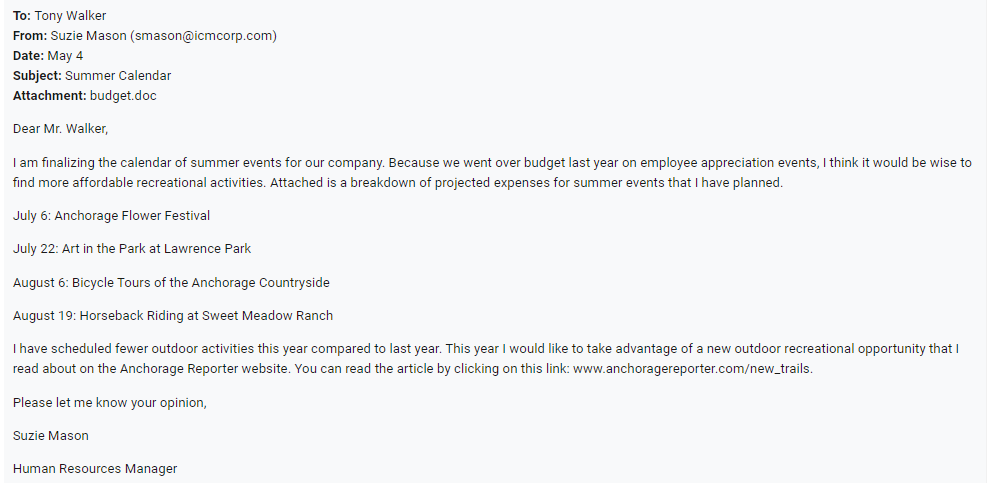 To: Tony Walker
From: Suzie Mason (smason@icmcorp.com)
Date: May 4
Subject: Summer Calendar
Attachment: budget.doc
Dear Mr. Walker,
I am finalizing the calendar of summer events for our company. Because we went over budget last year on employee appreciation events, I think it would be wise to
find more affordable recreational activities. Attached is a breakdown of projected expenses for summer events that I have planned.
July 6: Anchorage Flower Festival
July 22: Art in the Park at Lawrence Park
August 6: Bicycle Tours of the Anchorage Countryside
August 19: Horseback Riding at Sweet Meadow Ranch
I have scheduled fewer outdoor activities this year compared to last year. This year I would like to take advantage of a new outdoor recreational opportunity that I
read about on the Anchorage Reporter website. You can read the article by clicking on this link: www.anchoragereporter.com/new_trails.
Please let me know your opinion,
Suzie Mason
Human Resources Manager